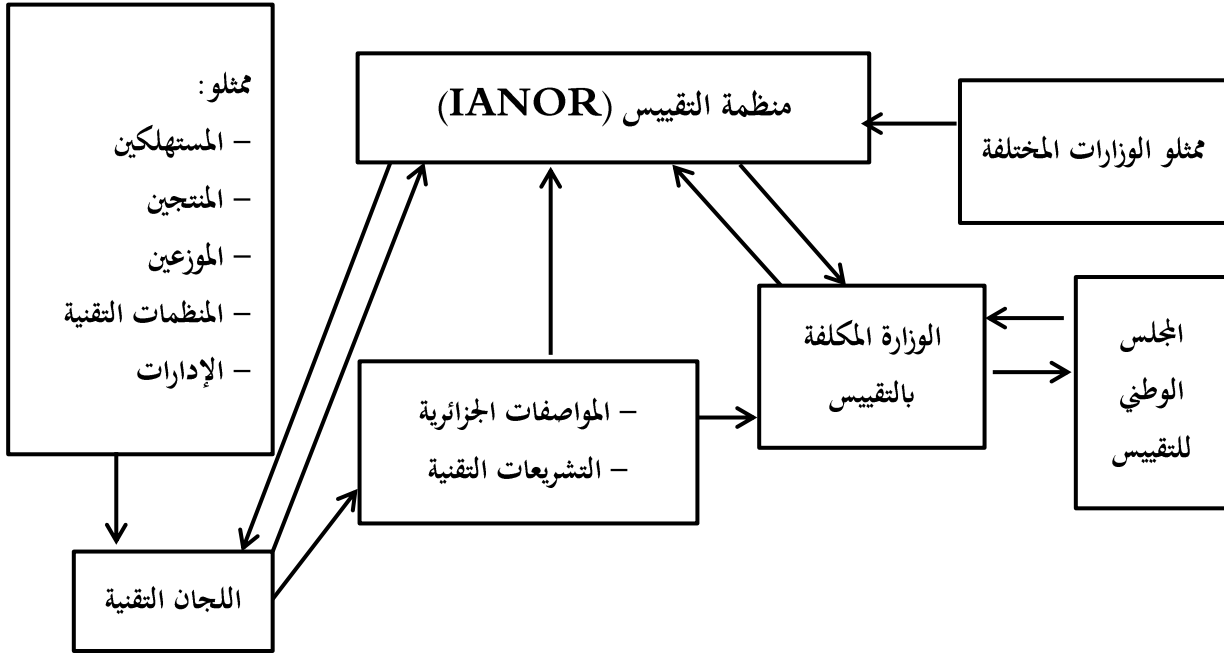 منظمة التقييس (IANOR)
ممثلو الوزارات المختلفة
ممثلو:
– المستهلكين
– المنتجين
– الموزعين
– المنظمات التقنية
– الإدارات
المجلس
الوطني
للتقييس
الوزارة المكلفة
بالتقييس
– المواصفات الجزائرية
– التشريعات التقنية
اللجان التقنية